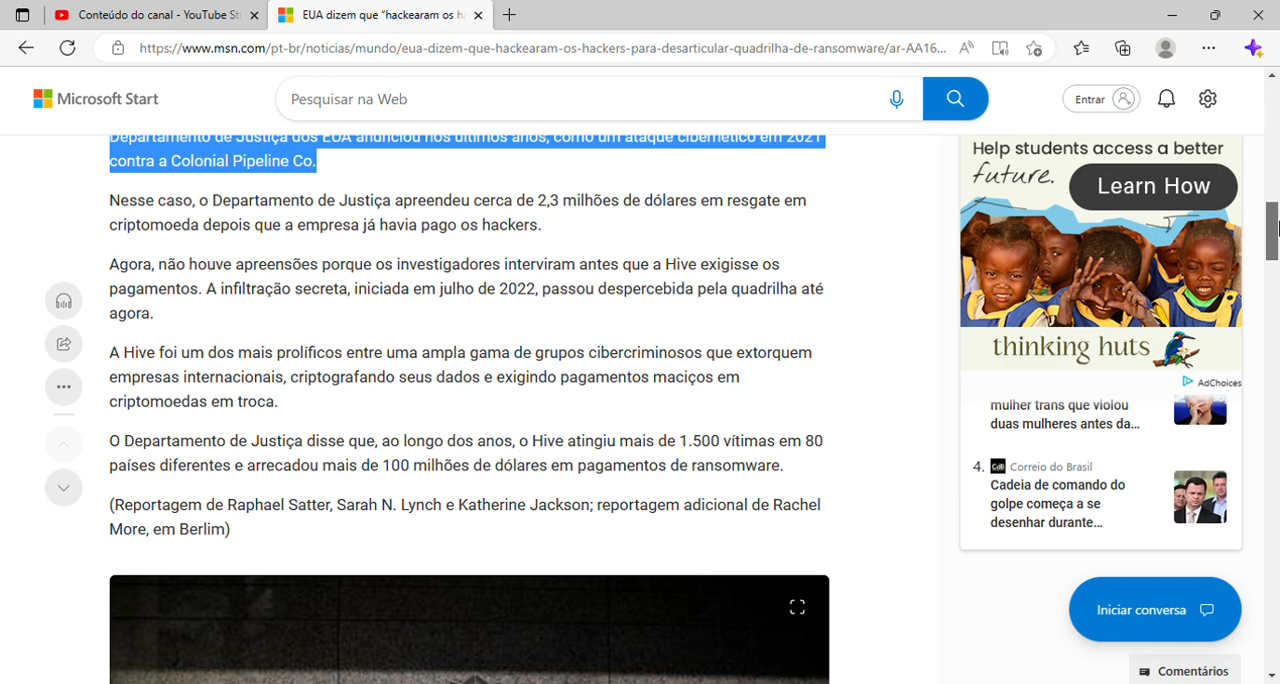 Conteúdo do canal - YouTube St
EUA dizem que "hackearam os h
https://www.msn.com/pt-br/noticias/mundo/eua-dizem-que-hackearam-os-hackers-para-desarticular-quadrilha-de-ransomware/ar-AA16...
Microsoft Start
Pesquisar na Web
Entrar
Departamento de Justiça dos EUA anunciou nos últimos anos, como um ataque cibernético em 2021
contra a Colonial Pipeline Co.
Nesse caso, o Departamento de Justiça apreendeu cerca de 2,3 milhões de dólares em resgate em
criptomoeda depois que a empresa já havia pago os hackers.
Agora, não houve apreensões porque os investigadores interviram antes que a Hive exigisse os
pagamentos. A infiltração secreta, iniciada em julho de 2022, passou despercebida pela quadrilha até
agora.
A Hive foi um dos mais prolíficos entre uma ampla gama de grupos cibercriminosos que extorquem
empresas internacionais, criptografando seus dados e exigindo pagamentos maciços em
criptomoedas em troca.
O Departamento de Justiça disse que, ao longo dos anos, o Hive atingiu mais de 1.500 vítimas em 80
países diferentes e arrecadou mais de 100 milhões de dólares em pagamentos de ransomware.
(Reportagem de Raphael Satter, Sarah N. Lynch e Katherine Jackson; reportagem adicional de Rachel
More, em Berlim)
Help students access a better
future.
Learn How
thinking huts
AdChoices
mulher trans que violou
duas mulheres antes da...
4. CdB Correio do Brasil
Cadeia de comando do
golpe começa a se
desenhar durante...
Iniciar conversa
Comentários